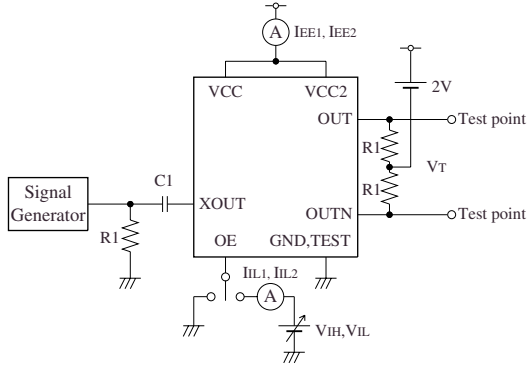 A
IEE1, IEE2
VCC
VCC2
2V
OUT
Test point
R1
VT
R1
C1
Signal
Generator
XOUT
R1
OUTN
Test point
OE
GND,TEST
IIL1, IIL2
A
VIH,VIL